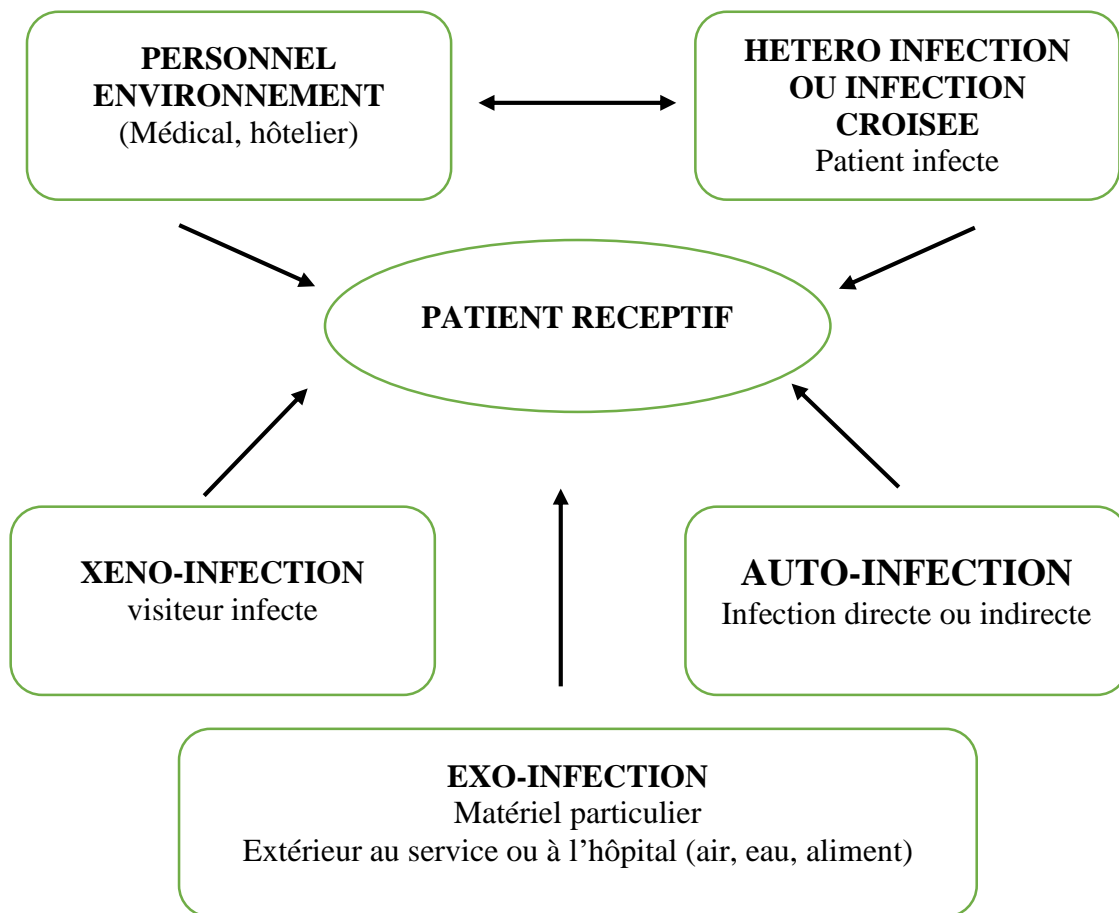 PERSONNEL
ENVIRONNEMENT
(Médical, hôtelier)
HETERO INFECTION
OU INFECTION
CROISEE
Patient infecte
PATIENT RECEPTIF
XENO-INFECTION
visiteur infecte
AUTO-INFECTION
Infection directe ou indirecte
EXO-INFECTION
Matériel particulier
Extérieur au service ou à l’hôpital (air, eau, aliment)